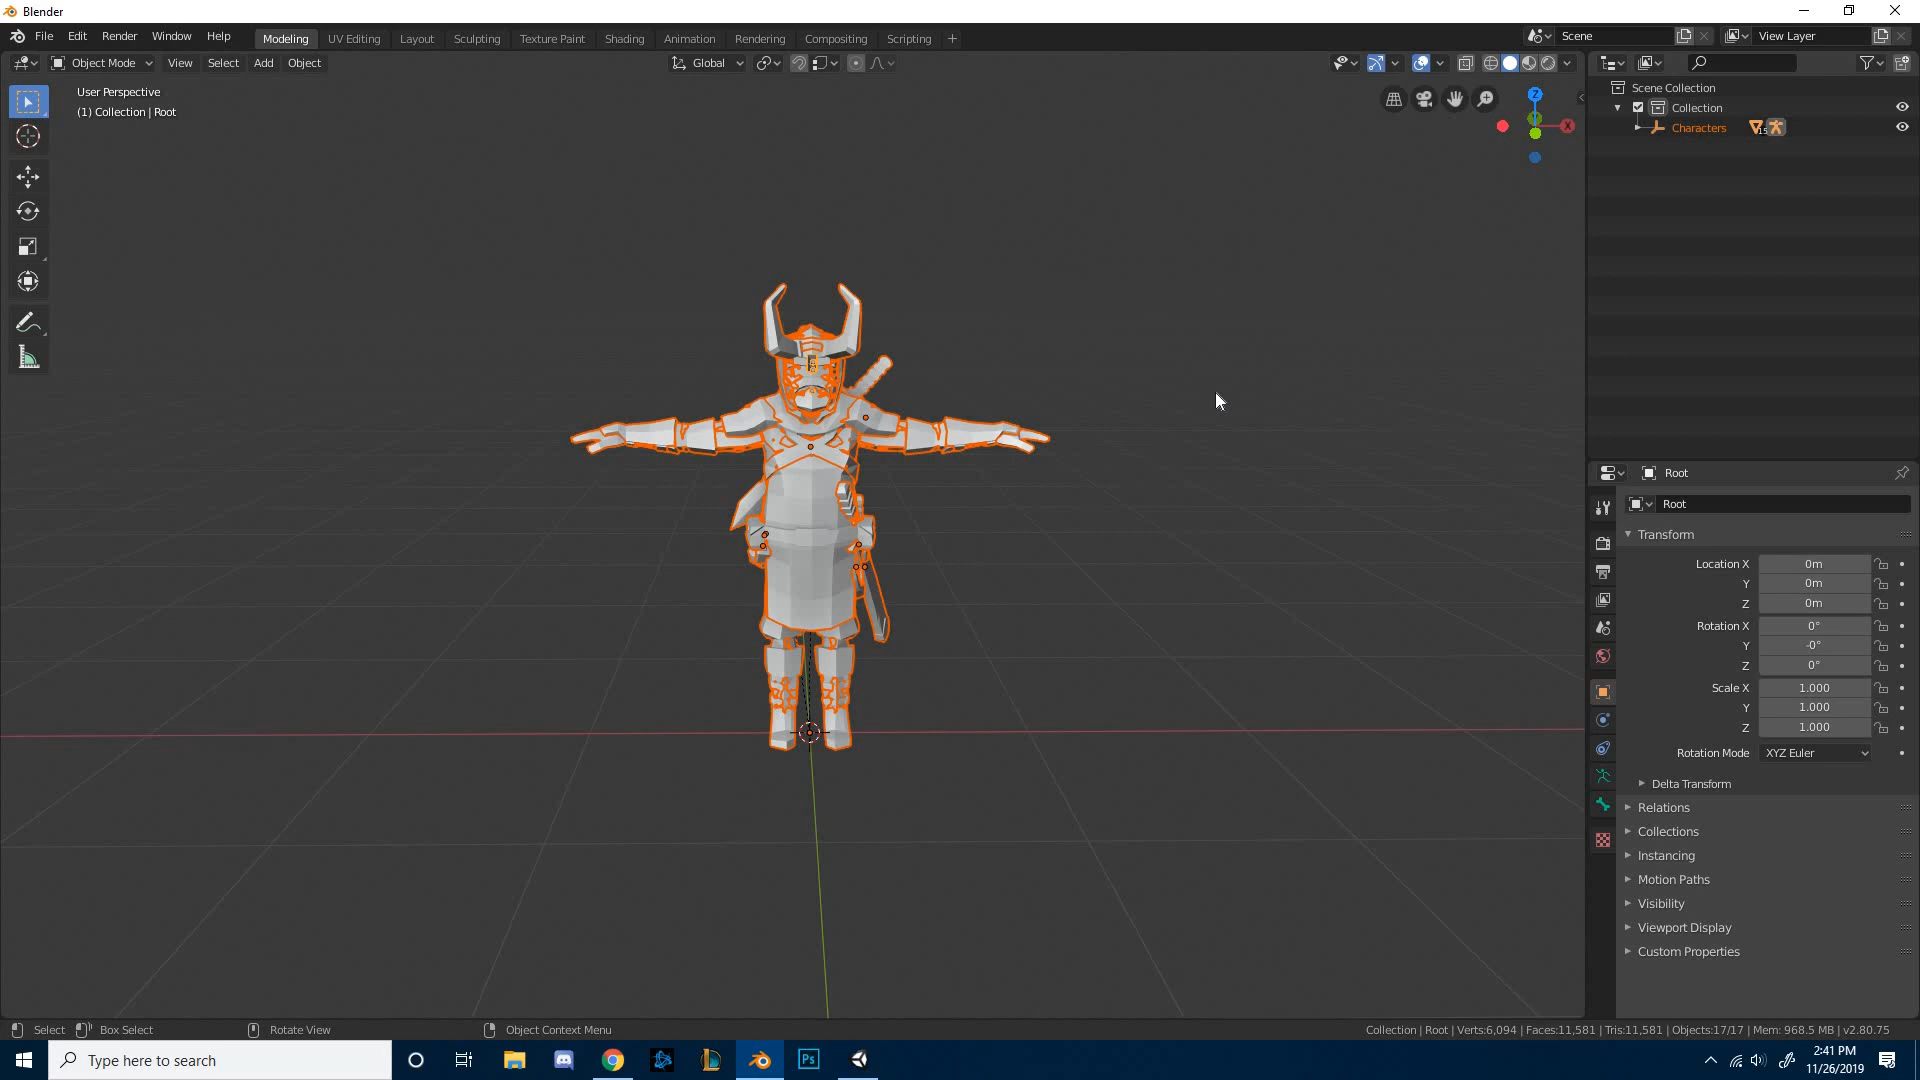 Blender
File Edit Render Window Help
Modeling UV Editing Layout Sculpting Texture Paint Shading Animation Rendering Compositing Scripting +
Scene
View Layer
Object Mode View Select Add Object
Global
User Perspective
(1) Collection | Root
Z
X
Scene Collection
Collection
Characters 15
Root
Root
Transform
Location X 0m
Y 0m
Z 0m
Rotation X 0°
Y -0°
Z 0°
Scale X 1.000
Y 1.000
Z 1.000
Rotation Mode XYZ Euler
Delta Transform
Relations
Collections
Instancing
Motion Paths
Visibility
Viewport Display
Custom Properties
Select Box Select Rotate View Object Context Menu
Collection | Root | Verts:6,094 | Faces:11,581 | Tris:11,581 | Objects:17/17 | Mem: 968.5 MB | v2.80.75
Type here to search
Ps
2:41 PM
11/26/2019